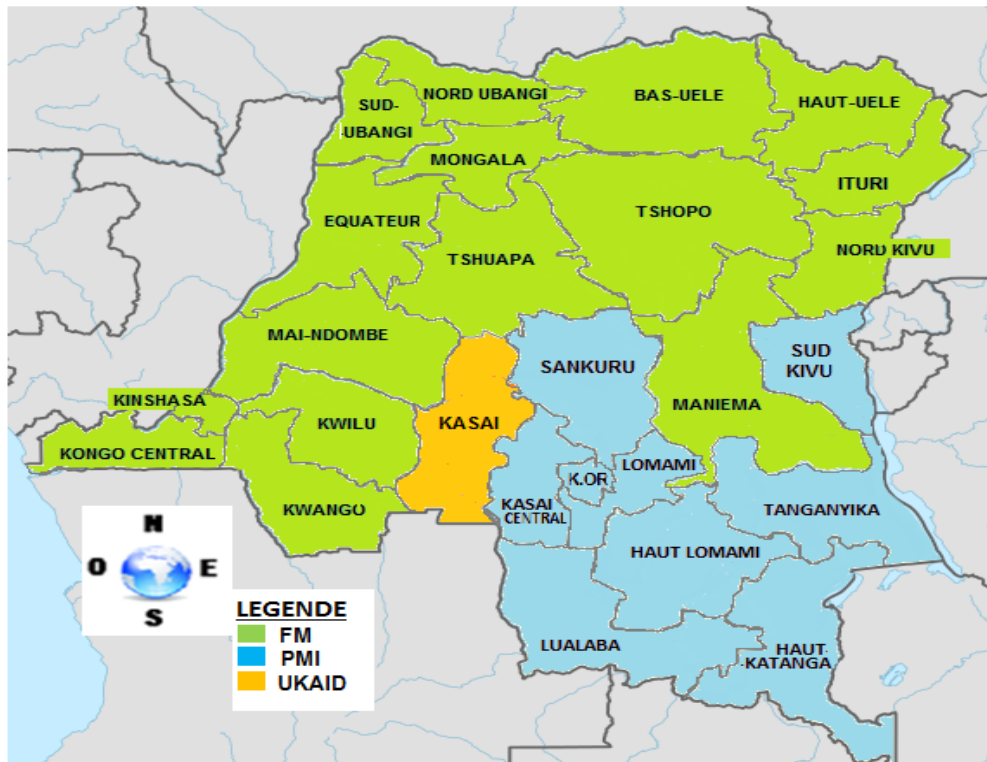 NORD UBANGI
BAS-UELE
HAUT-UELE
SUD-
UBANGI
MONGALA
ITURI
EQUATEUR
TSHOPO
TSHUAPA
NORD KIVU
MAI-NDOMBE
SANKURU
SUD
KIVU
KINSHASA
KWILU
KASAI
MANIEMA
KONGO CENTRAL
LOMAMI
K.OR
KWANGO
KASAI
CENTRAL
TANGANYIKA
HAUT LOMAMI
N
O
E
S
LEGENDE
FM
PMI
UKAID
LUALABA
HAUT-
KATANGA